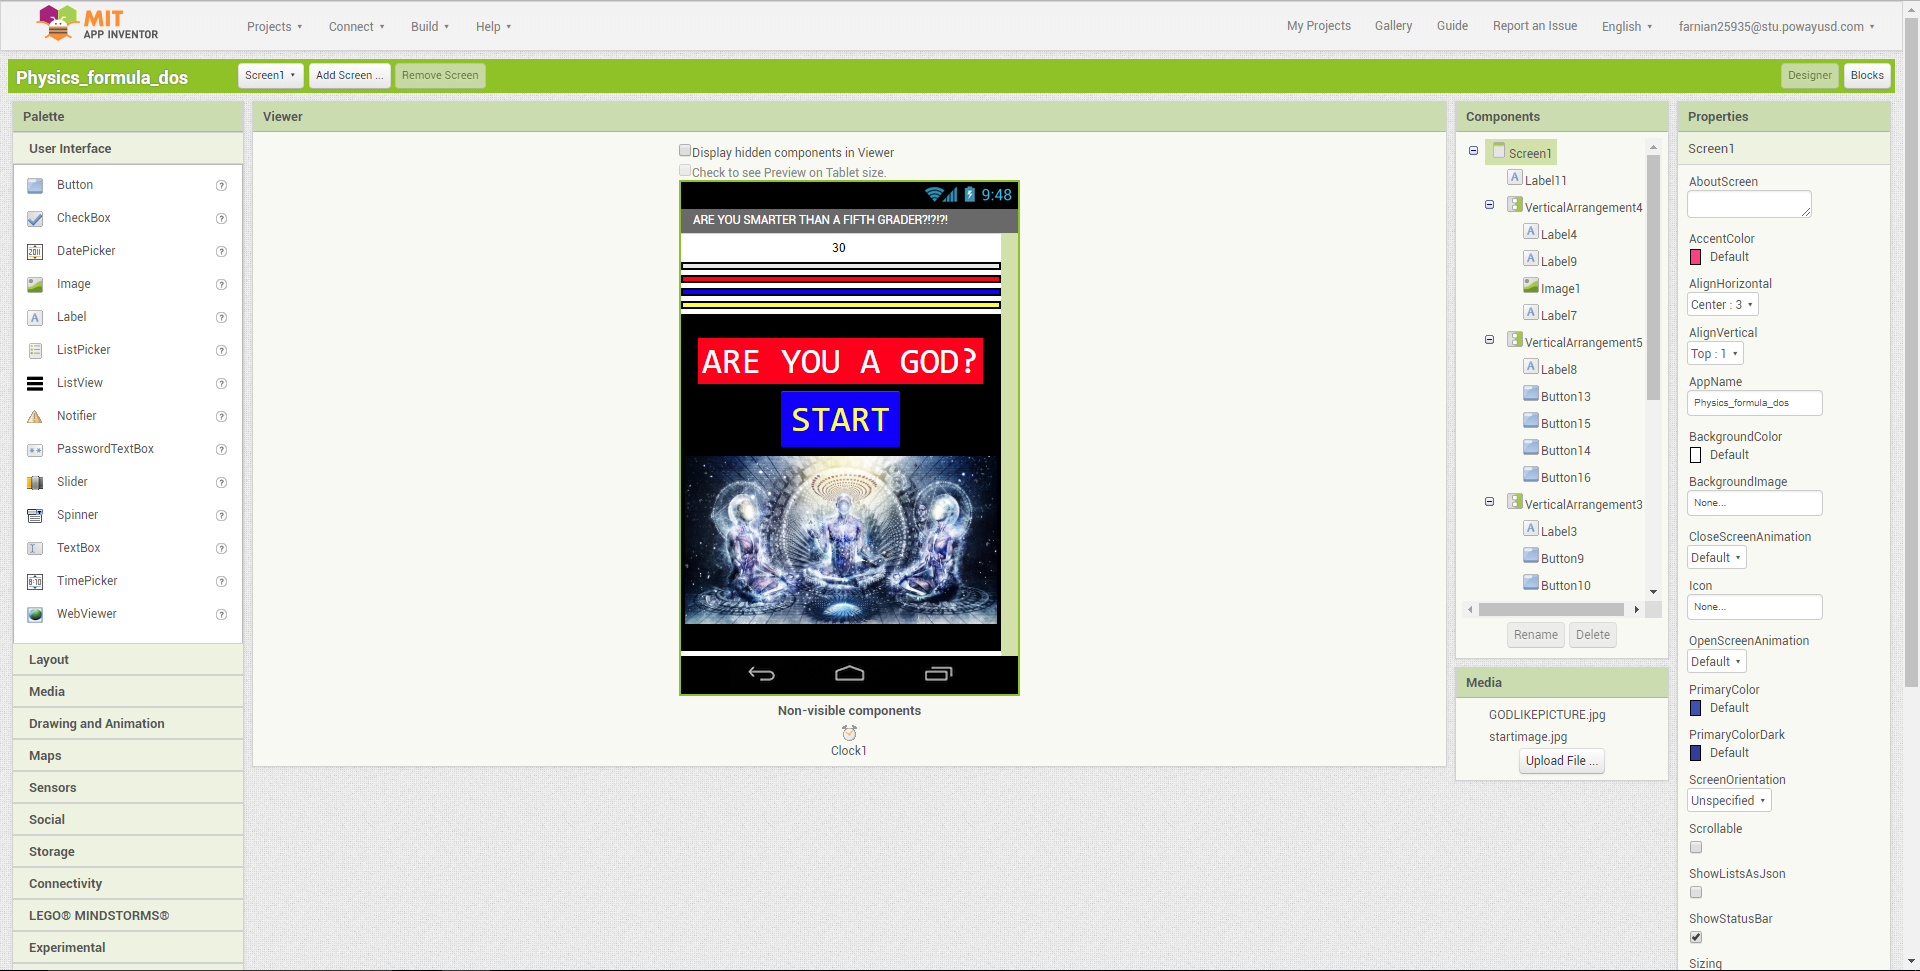 MIT
APP INVENTOR
Projects
Connect
Build
Help
My Projects
Gallery
Guide
Report an Issue
English
farnian25935@stu.powayusd.com
Physics_formula_dos
Screen1
Add Screen ...
Remove Screen
Designer
Blocks
Palette
User Interface
Button
CheckBox
DatePicker
Image
Label
ListPicker
ListView
Notifier
PasswordTextBox
Slider
Spinner
TextBox
TimePicker
WebViewer
Layout
Media
Drawing and Animation
Maps
Sensors
Social
Storage
Connectivity
LEGO® MINDSTORMS®
Experimental
Viewer
Display hidden components in Viewer
Check to see Preview on Tablet size.
9:48
ARE YOU SMARTER THAN A FIFTH GRADER?!?!?!
30
ARE YOU A GOD?
START
Non-visible components
Clock1
Components
Screen1
Label11
VerticalArrangement4
Label4
Label9
Image1
Label7
VerticalArrangement5
Label8
Button13
Button15
Button14
Button16
VerticalArrangement3
Label3
Button9
Button10
Rename
Delete
Media
GODLIKEPICTURE.jpg
startimage.jpg
Upload File ...
Properties
Screen1
AboutScreen
AccentColor
Default
AlignHorizontal
Center : 3
AlignVertical
Top : 1
AppName
Physics_formula_dos
BackgroundColor
Default
BackgroundImage
None...
CloseScreenAnimation
Default
Icon
None...
OpenScreenAnimation
Default
PrimaryColor
Default
PrimaryColorDark
Default
ScreenOrientation
Unspecified
Scrollable
ShowListsAsJson
ShowStatusBar
Sizing